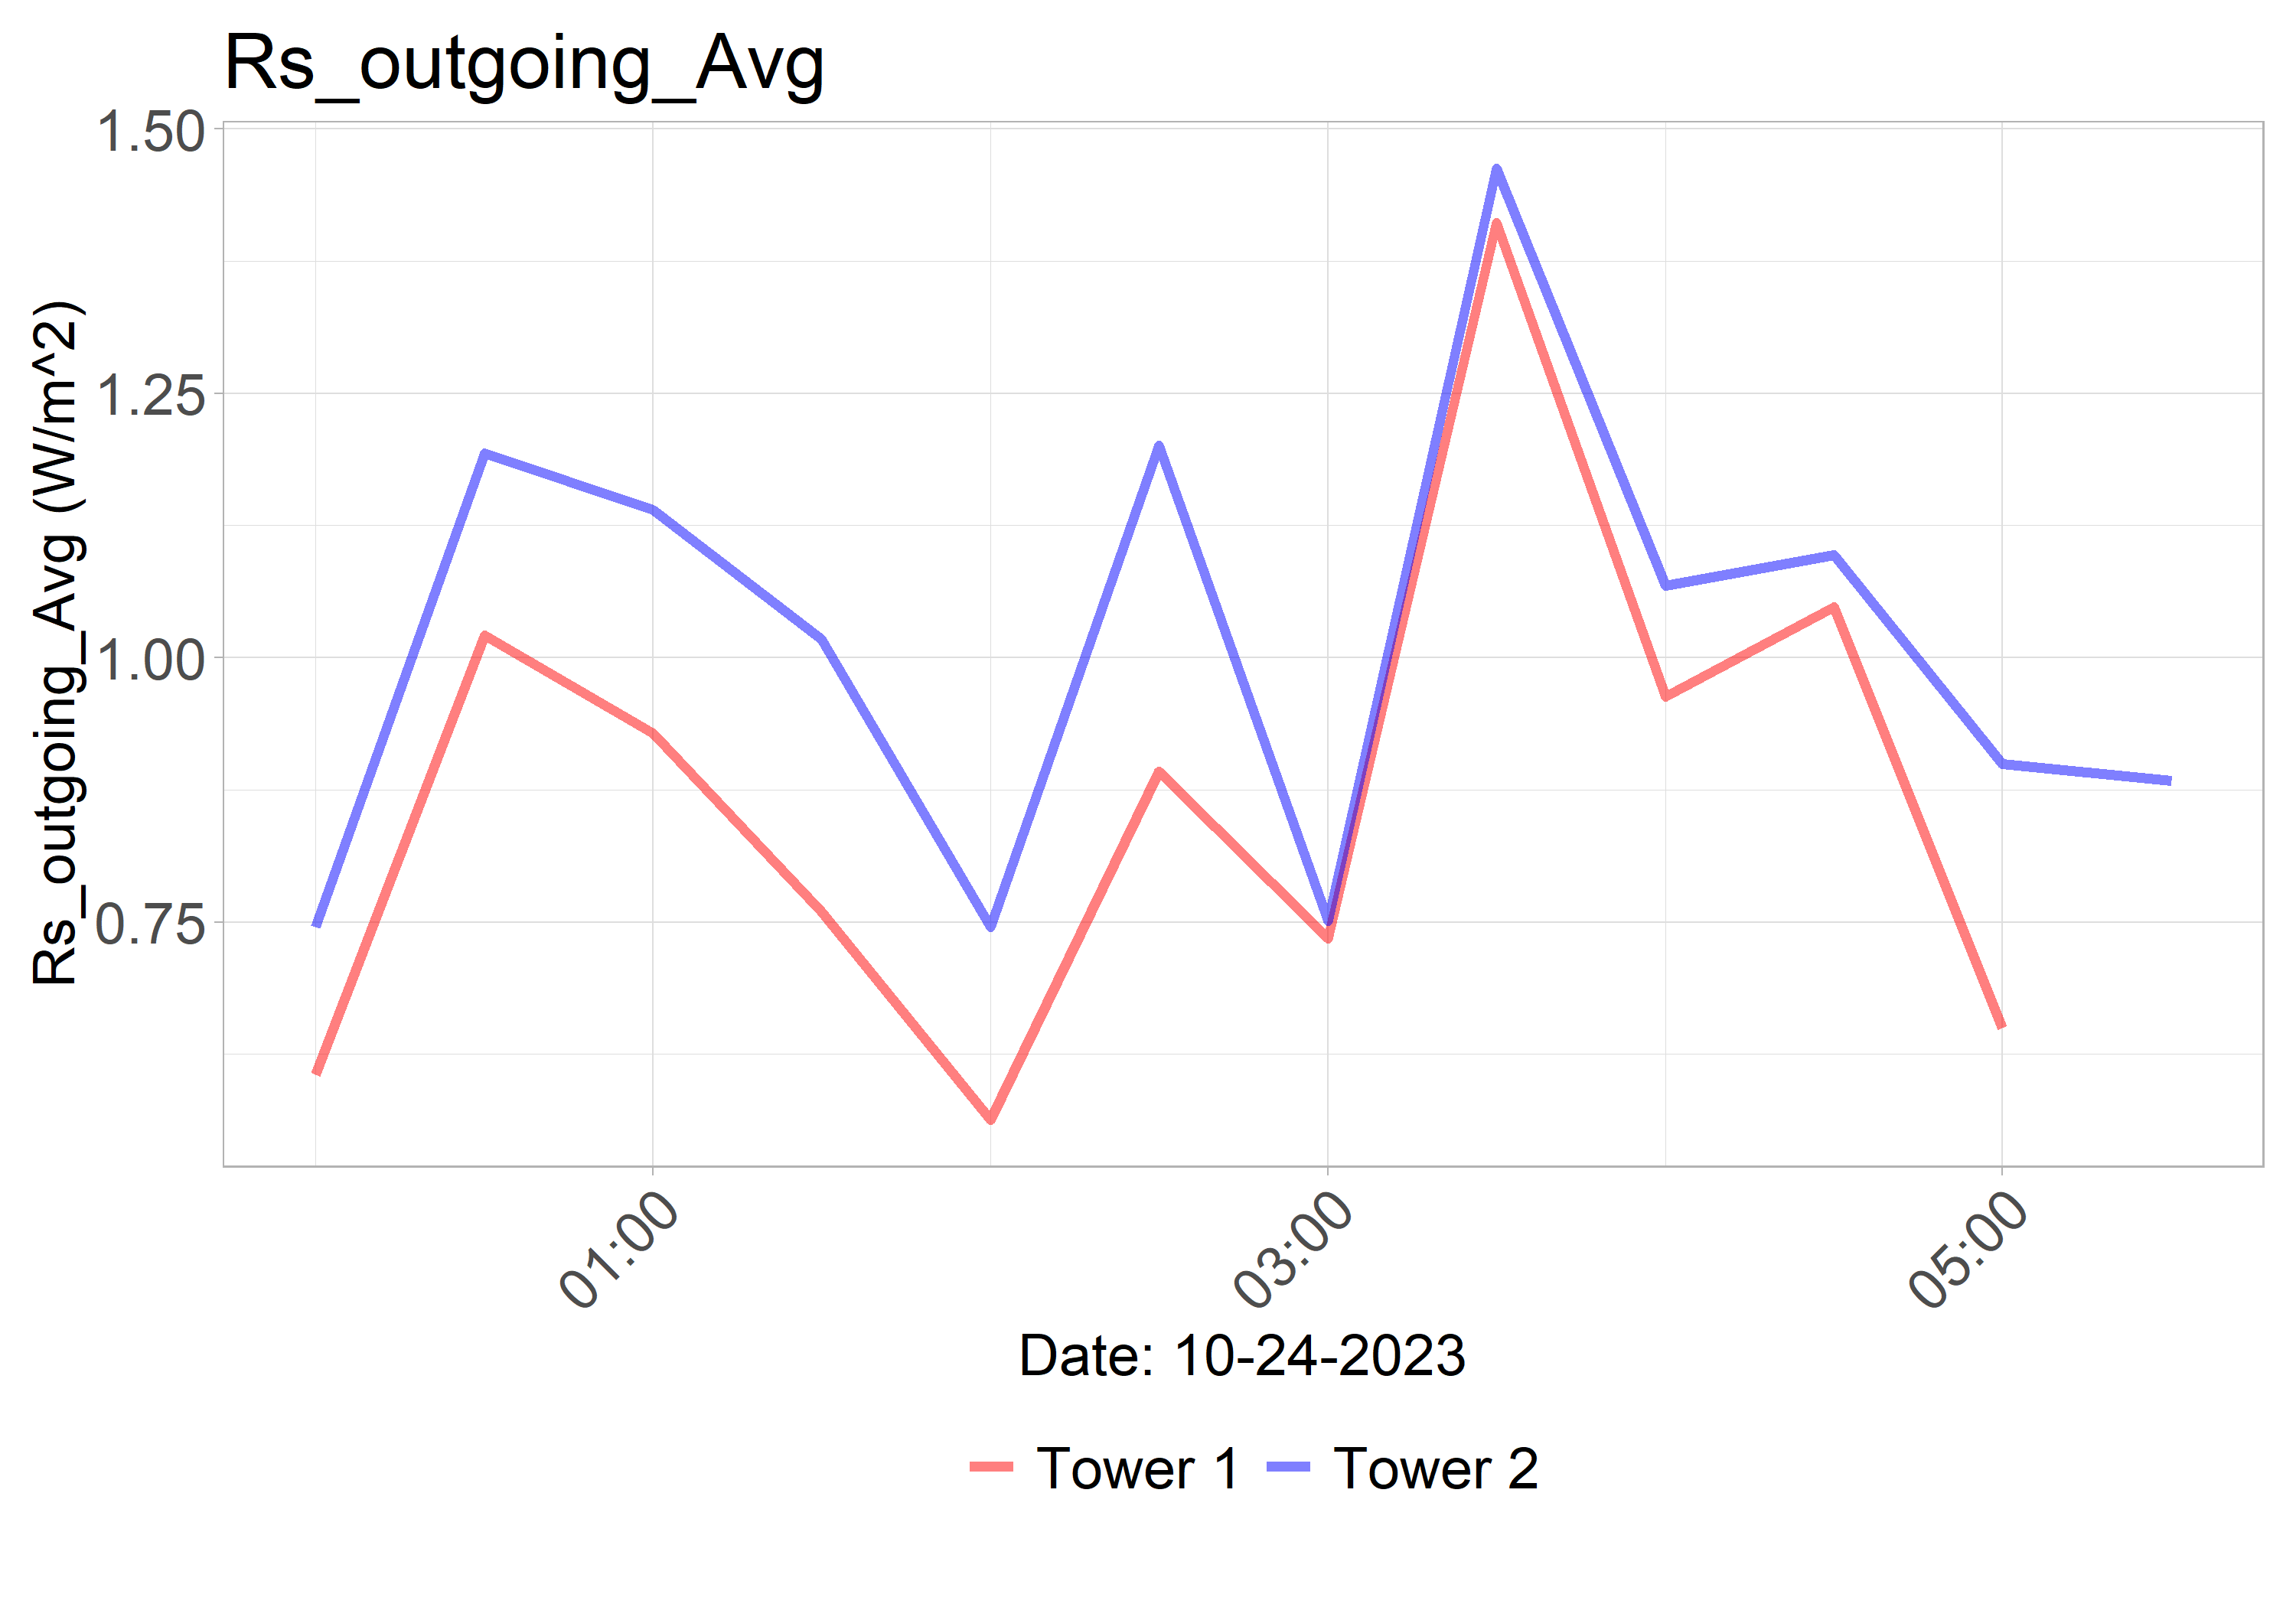 Rs_outgoing_Avg
1.50
1.25
1.00
0.75
Rs_outgoing_Avg (W/m^2)
01:00
03:00
05:00
Date: 10-24-2023
Tower 1
Tower 2